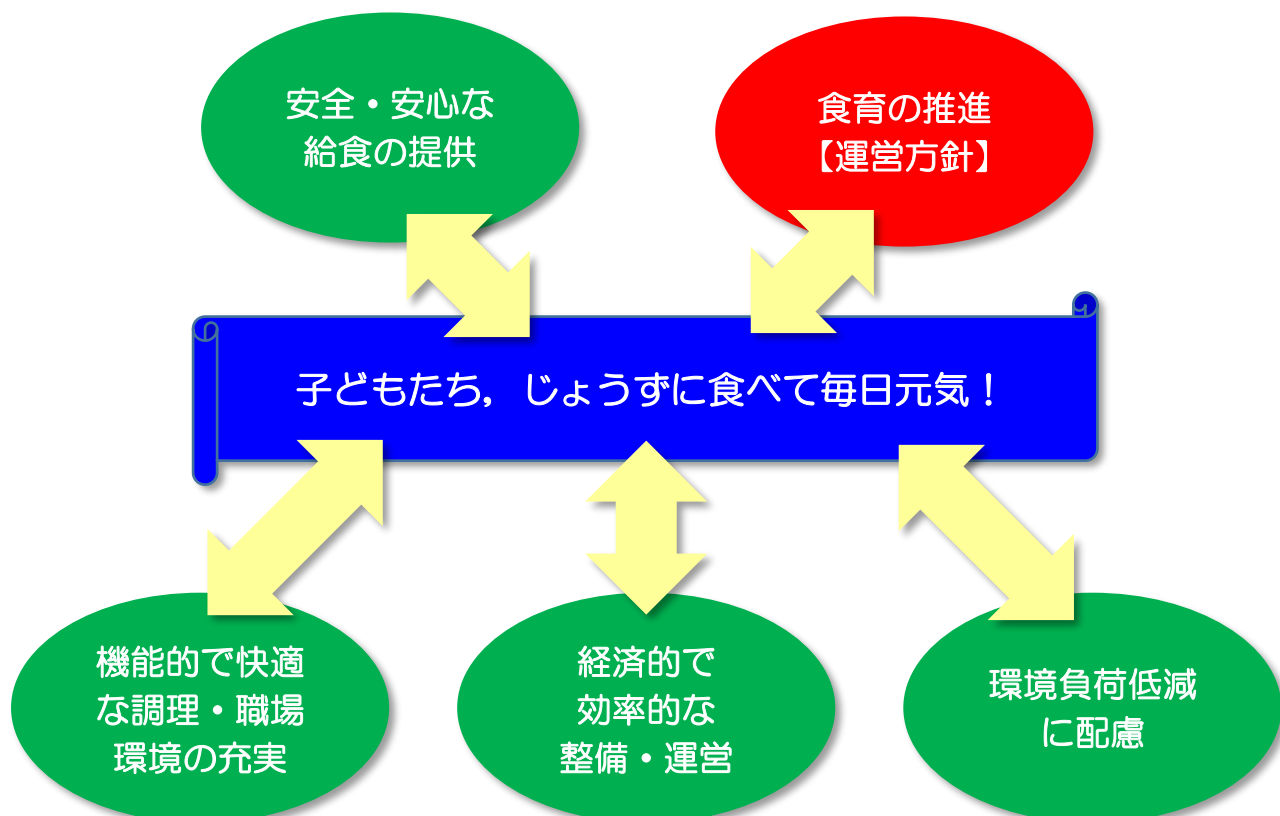 安全・安心な
給食の提供
食育の推進
【運営方針】
子どもたち，じょうずに食べて毎日元気！
機能的で快適
な調理・職場
環境の充実
経済的で
効率的な
整備・運営
環境負荷低減
に配慮